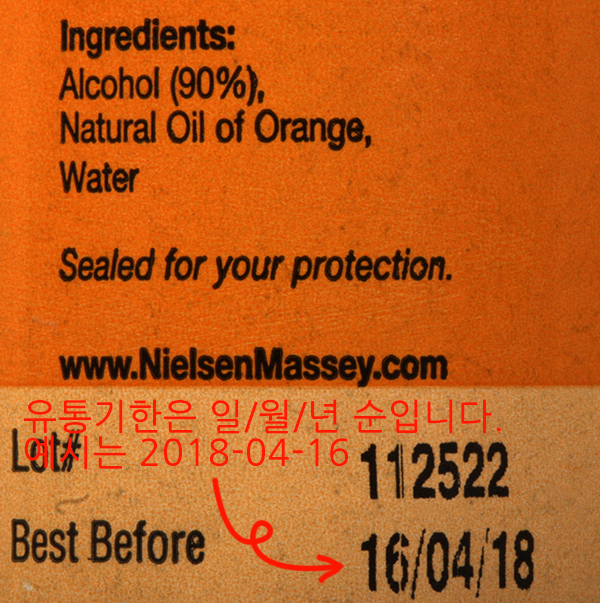 Ingredients:
Alcohol (90%),
Natural Oil of Orange,
Water
Sealed for your protection.
www.NielsenMassey.com
유통기한은 일/월/년 순입니다.
예시는 2018-04-16
Lot# 112522
Best Before 16/04/18